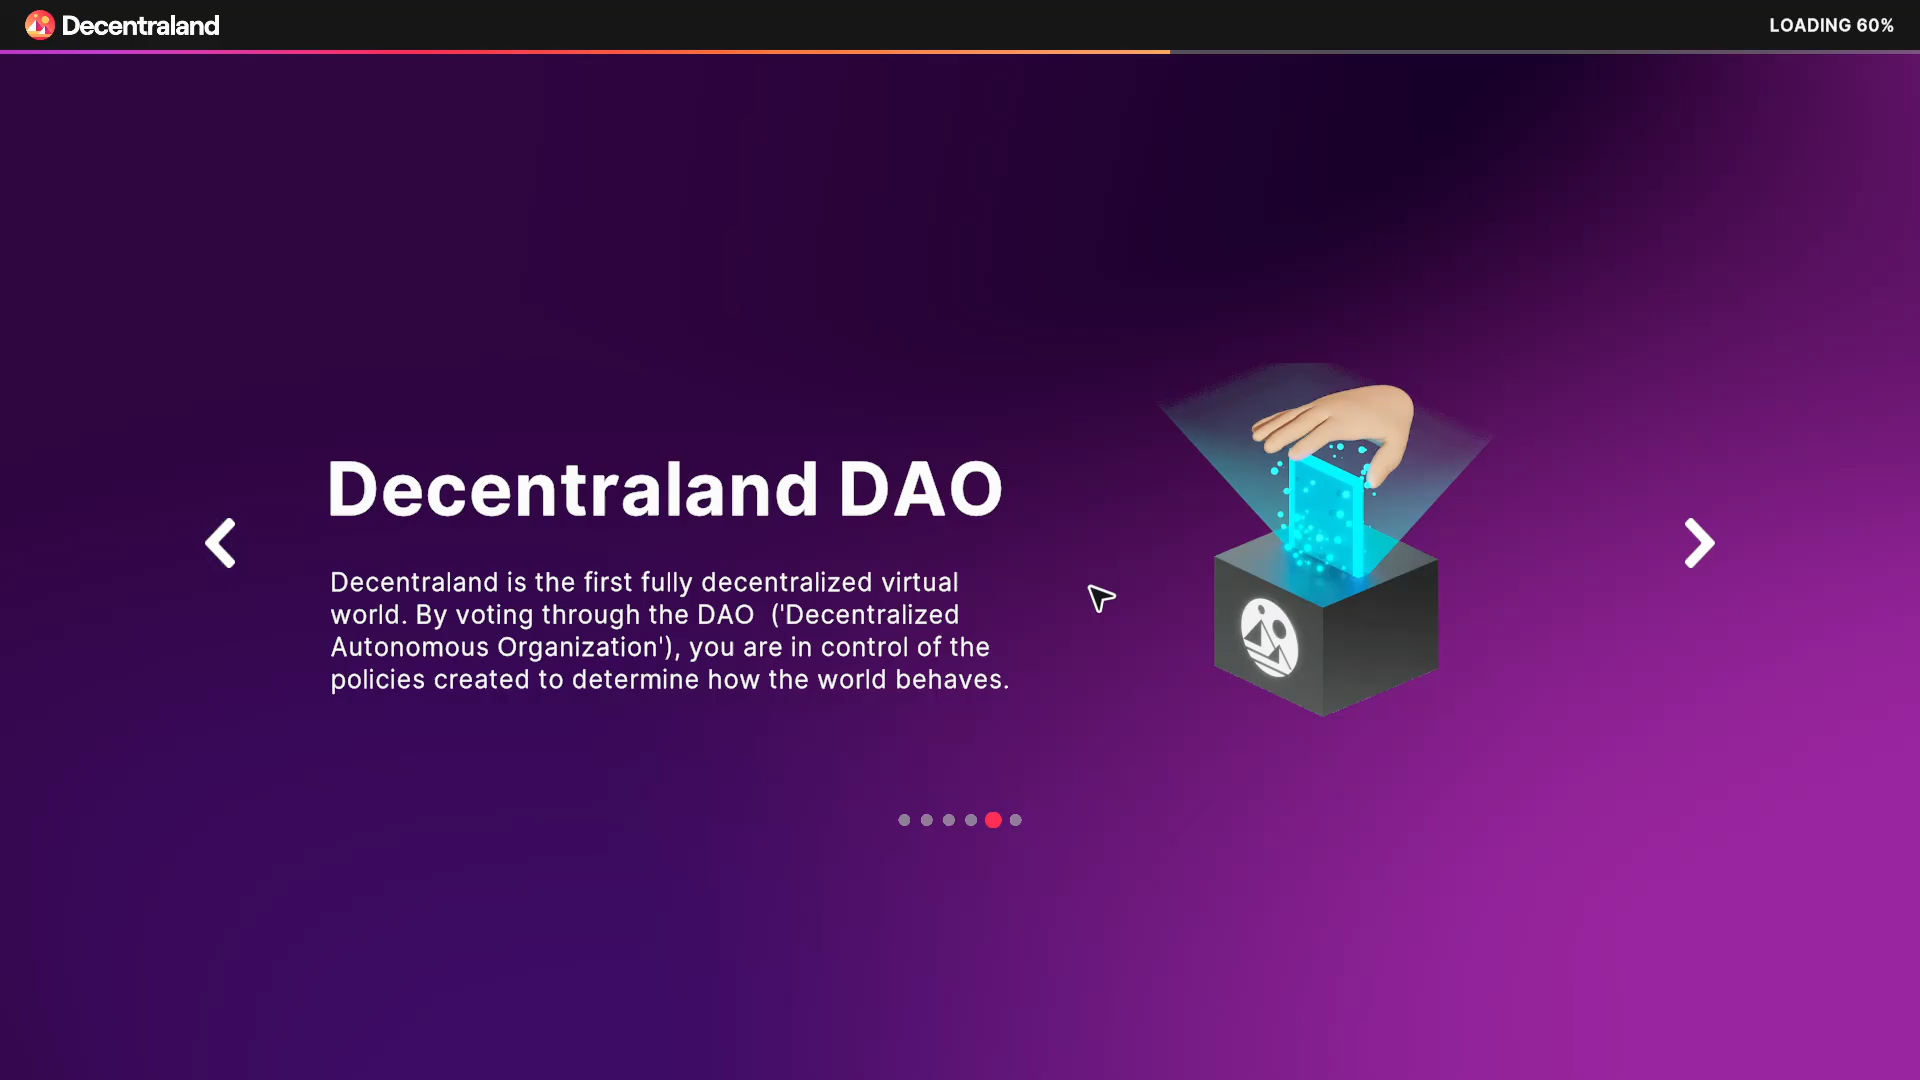 Decentraland
LOADING 60%
Decentraland DAO
Decentraland is the first fully decentralized virtual
world. By voting through the DAO  ('Decentralized
Autonomous Organization'), you are in control of the
policies created to determine how the world behaves.